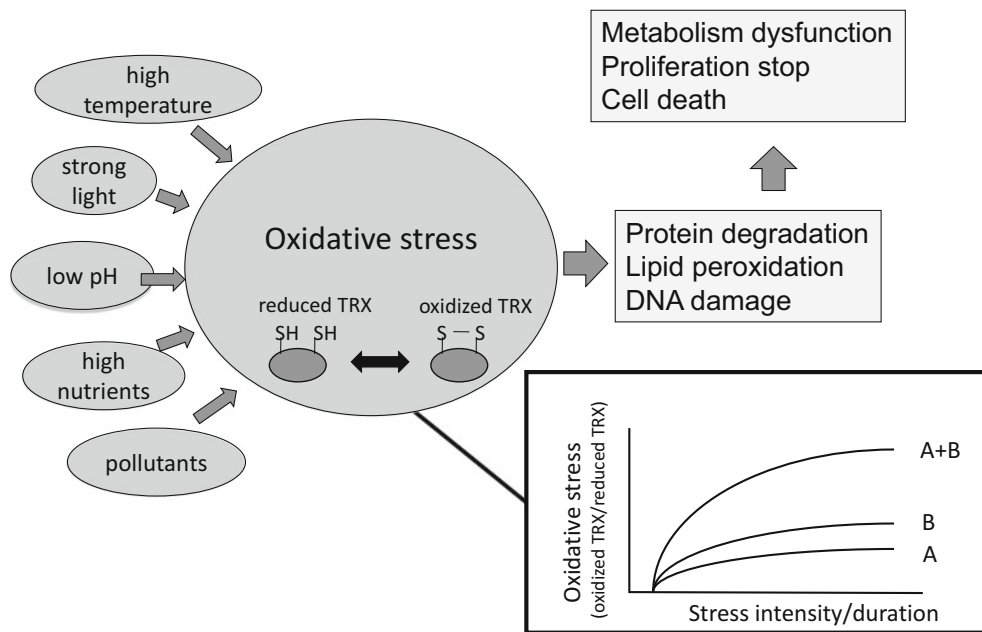 high
temperature
strong
light
low pH
high
nutrients
pollutants
Oxidative stress
reduced TRX
SH SH
oxidized TRX
S — S
Metabolism dysfunction
Proliferation stop
Cell death
Protein degradation
Lipid peroxidation
DNA damage
Oxidative stress
(oxidized TRX/reduced TRX)
A+B
B
A
Stress intensity/duration